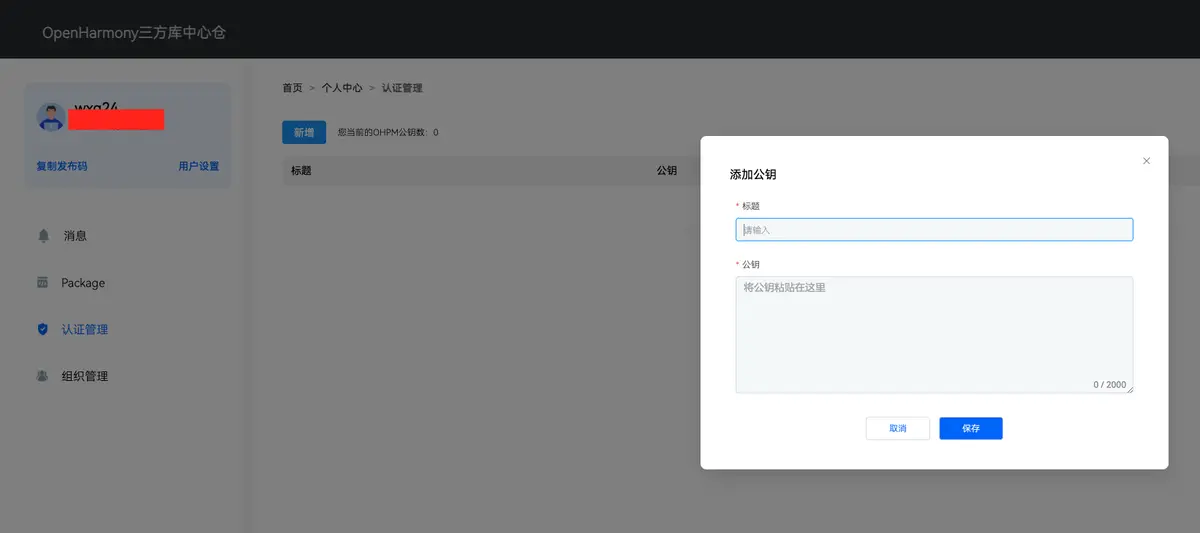 OpenHarmony三方库中心仓
复制发布码
用户设置
消息
Package
认证管理
组织管理
首页 > 个人中心 > 认证管理
新增
您当前的OHPM公钥数：0
标题
公钥
添加公钥
* 标题
请输入
* 公钥
将公钥粘贴在这里
0 / 2000
取消
保存